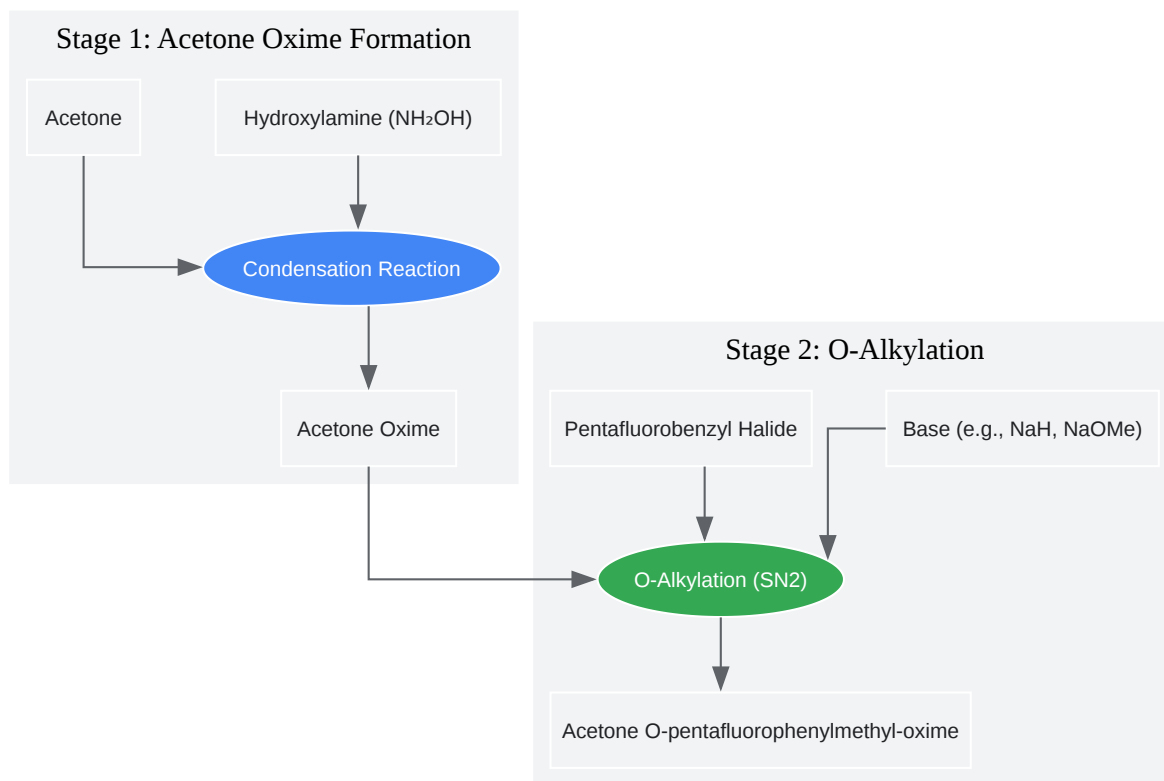 Stage 1: Acetone Oxime Formation
Acetone
Hydroxylamine (NH₂OH)
Condensation Reaction
Acetone Oxime
Stage 2: O-Alkylation
Pentafluorobenzyl Halide
Base (e.g., NaH, NaOMe)
O-Alkylation (SN2)
Acetone O-pentafluorophenylmethyl-oxime